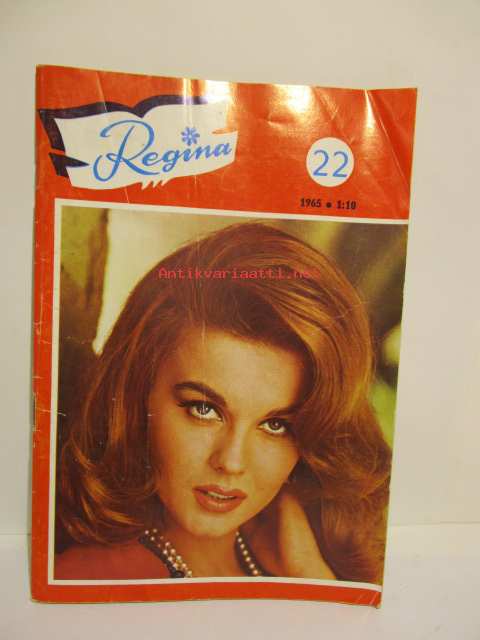 Regina
22
1965 • 1:10
Antikvariaatti.net